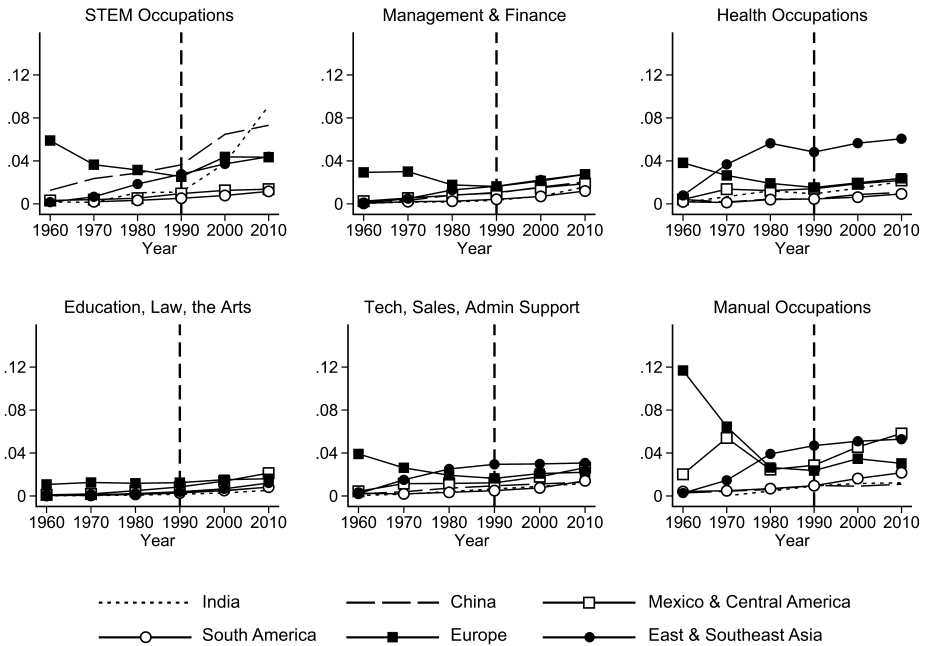 STEM Occupations
.12
.08
.04
0
1960 1970 1980 1990 2000 2010
Year
Management & Finance
.12
.08
.04
0
1960 1970 1980 1990 2000 2010
Year
Health Occupations
.12
.08
.04
0
1960 1970 1980 1990 2000 2010
Year
Education, Law, the Arts
.12
.08
.04
0
1960 1970 1980 1990 2000 2010
Year
Tech, Sales, Admin Support
.12
.08
.04
0
1960 1970 1980 1990 2000 2010
Year
Manual Occupations
.12
.08
.04
0
1960 1970 1980 1990 2000 2010
Year
India China Mexico & Central America
South America Europe East & Southeast Asia